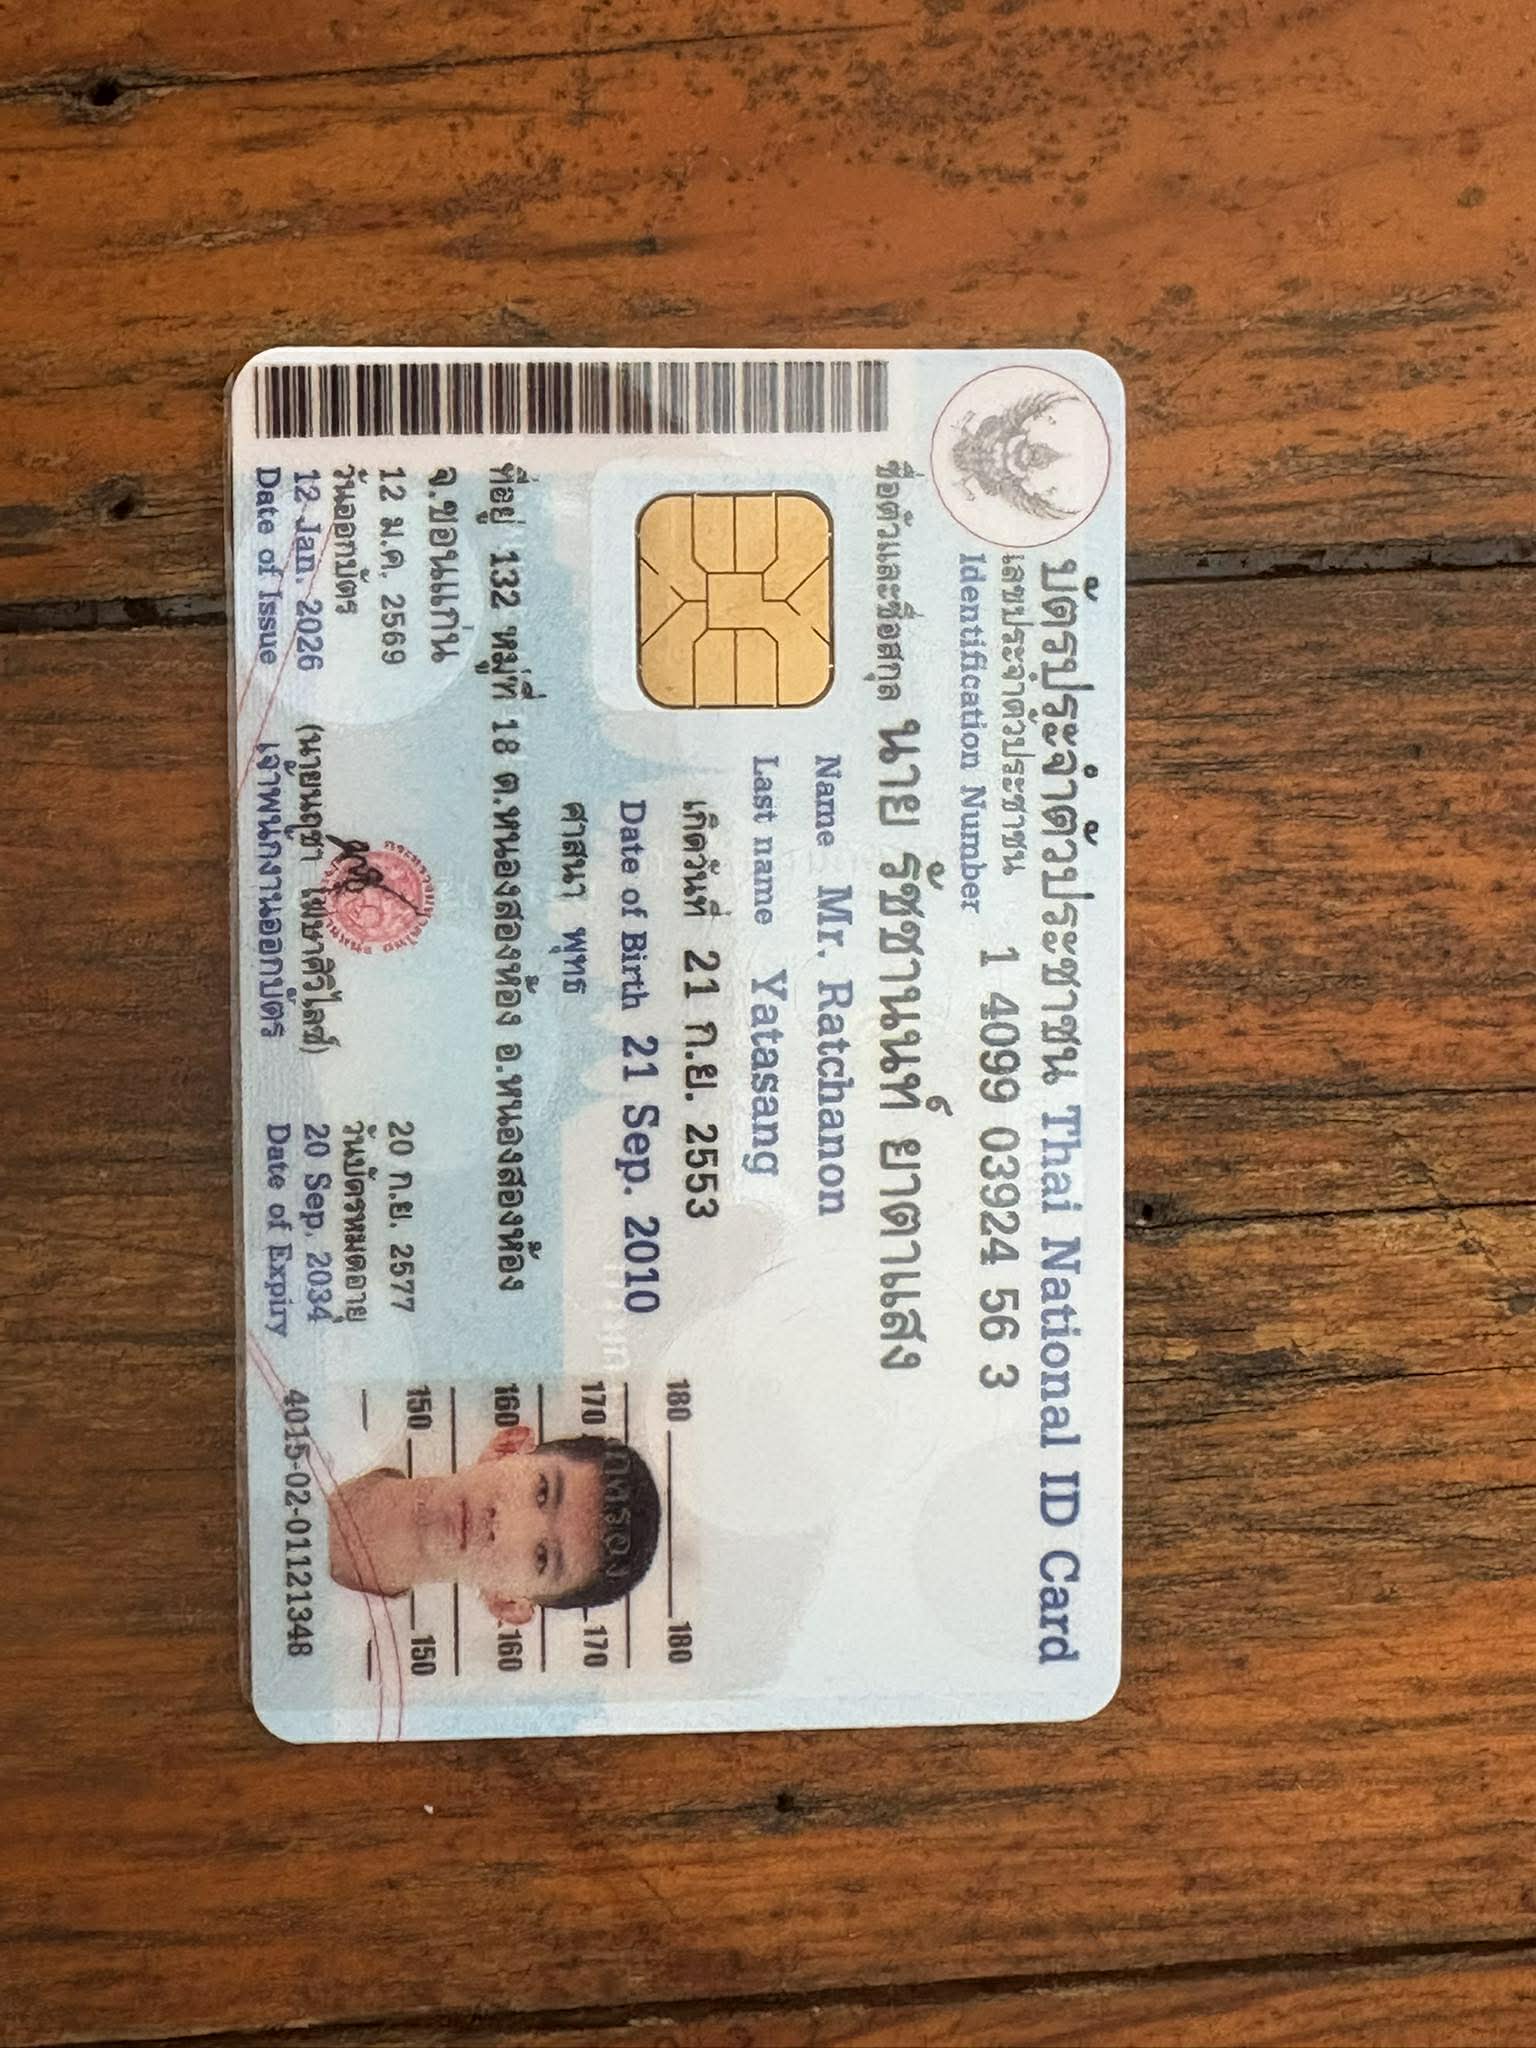 บัตรประจำตัวประชาชน Thai National ID Card
เลขประจำตัวประชาชน
Identification Number
1 4099 03924 56 3
ชื่อตัวและชื่อสกุล นาย รัชชานนท์ ยาตาแสง
Name Mr. Ratchanon
Last name Yatasang
เกิดวันที่ 21 ก.ย. 2553
Date of Birth 21 Sep. 2010
ศาสนา พุทธ
ที่อยู่ 132 หมู่ที่ 18 ต.หนองสองห้อง อ.หนองสองห้อง
จ.ขอนแก่น
12 ม.ค. 2569
วันออกบัตร
12 Jan. 2026
Date of Issue
เจ้าพนักงานออกบัตร
20 ก.ย. 2577
วันบัตรหมดอายุ
20 Sep. 2034
Date of Expiry
180 180
170 170
160 160
150 150
4015-02-01121348